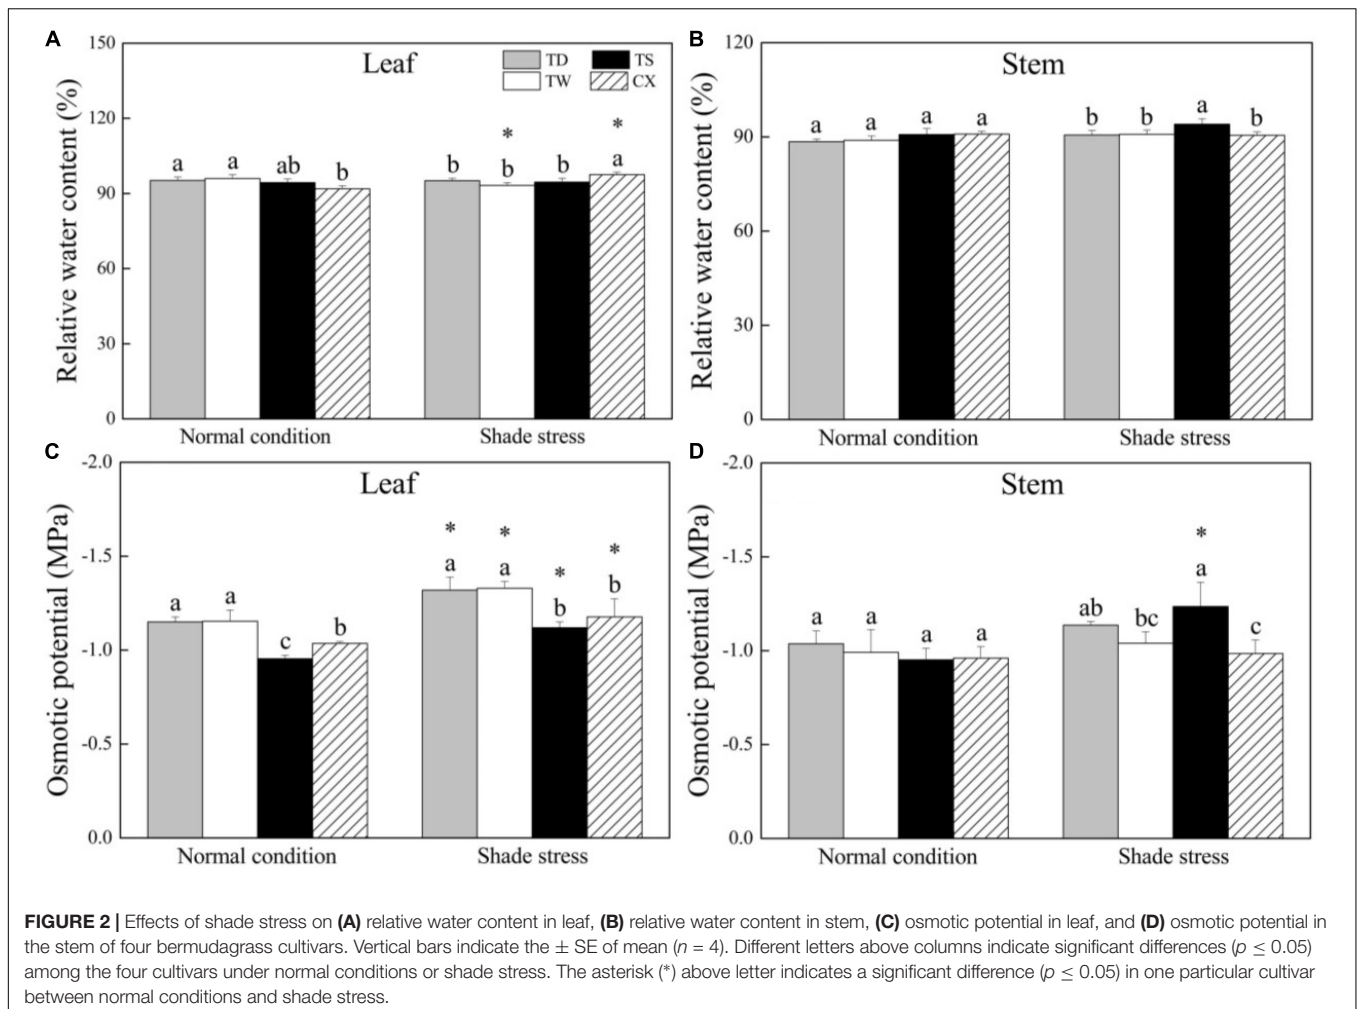 A
150
120
90
60
30
0
Relative water content (%)
Leaf
TD
TS
TW
CX
a
a
ab
b
b
*
b
b
*
a
Normal condition
Shade stress
B
120
90
60
30
0
Relative water content (%)
Stem
a
a
a
a
b
b
a
b
Normal condition
Shade stress
C
-2.0
-1.5
-1.0
-0.5
0.0
Osmotic potential (MPa)
Leaf
a
a
c
b
*
a
*
a
*
b
*
b
Normal condition
Shade stress
D
-2.0
-1.5
-1.0
-0.5
0.0
Osmotic potential (MPa)
Stem
a
a
a
a
ab
bc
*
a
c
Normal condition
Shade stress
FIGURE 2 | Effects of shade stress on (A) relative water content in leaf, (B) relative water content in stem, (C) osmotic potential in leaf, and (D) osmotic potential in
the stem of four bermudagrass cultivars. Vertical bars indicate the ± SE of mean (n = 4). Different letters above columns indicate significant differences (p ≤ 0.05)
among the four cultivars under normal conditions or shade stress. The asterisk (*) above letter indicates a significant difference (p ≤ 0.05) in one particular cultivar
between normal conditions and shade stress.